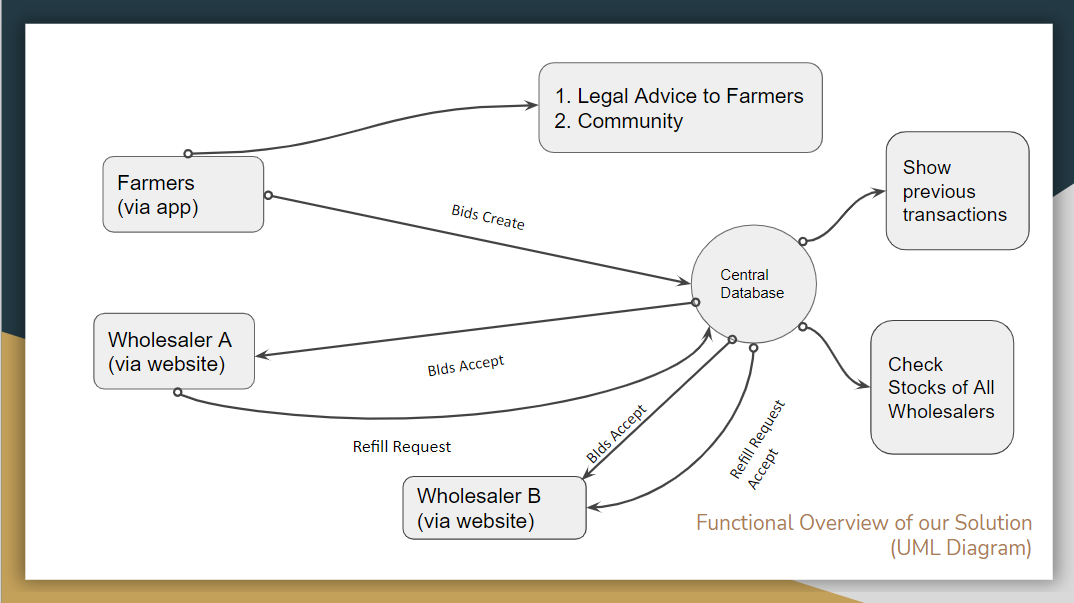 1. Legal Advice to Farmers
2. Community
Farmers
(via app)
Show
previous
transactions
Bids Create
Central
Database
Wholesaler A
(via website)
BIds Accept
Check
Stocks of All
Wholesalers
Refill Request
BIds Accept
Refill Request
Accept
Wholesaler B
(via website)
Functional Overview of our Solution
(UML Diagram)